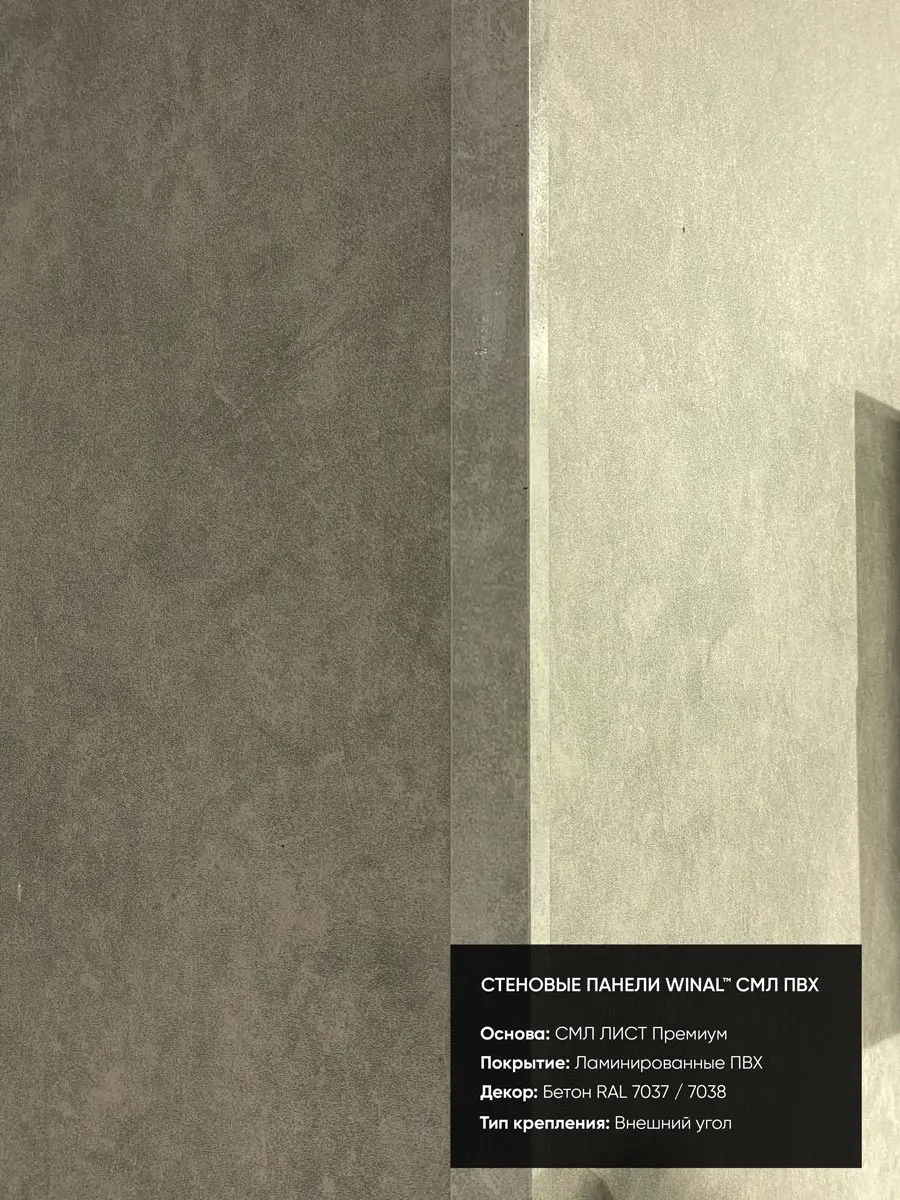 СТЕНОВЫЕ ПАНЕЛИ WINAL™ СМЛ ПВХ
Основа: СМЛ ЛИСТ Премиум
Покрытие: Ламинированные ПВХ
Декор: Бетон RAL 7037 / 7038
Тип крепления: Внешний угол